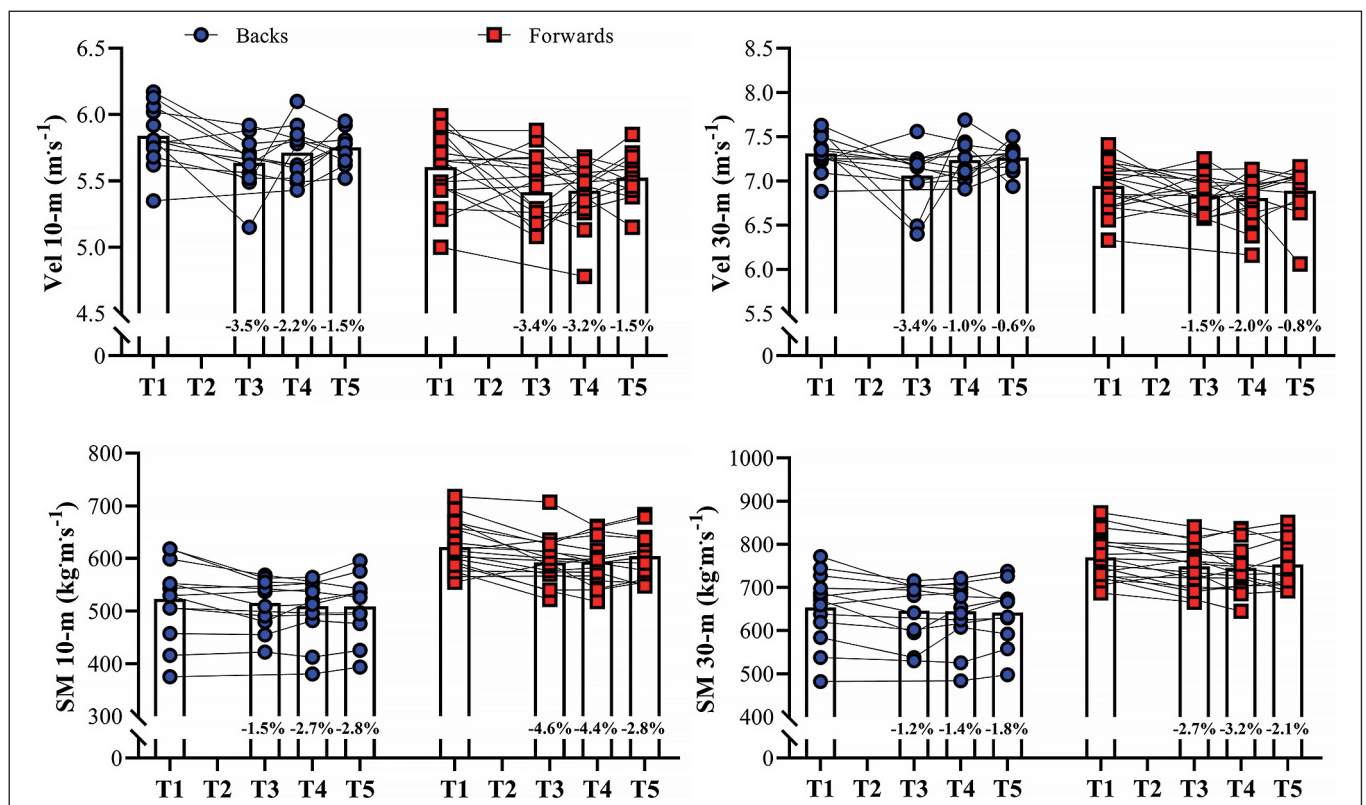 Backs Forwards
Vel 10-m (m·s⁻¹)
6.5
6.0
5.5
5.0
4.5
0
-3.5% -2.2% -1.5% -3.4% -3.2% -1.5%
T1 T2 T3 T4 T5 T1 T2 T3 T4 T5
Vel 30-m (m·s⁻¹)
8.5
8.0
7.5
7.0
6.5
6.0
5.5
0
-3.4% -1.0% -0.6% -1.5% -2.0% -0.8%
T1 T2 T3 T4 T5 T1 T2 T3 T4 T5
SM 10-m (kg·m·s⁻¹)
800
700
600
500
400
300
0
-1.5% -2.7% -2.8% -4.6% -4.4% -2.8%
T1 T2 T3 T4 T5 T1 T2 T3 T4 T5
SM 30-m (kg·m·s⁻¹)
1000
900
800
700
600
500
400
0
-1.2% -1.4% -1.8% -2.7% -3.2% -2.1%
T1 T2 T3 T4 T5 T1 T2 T3 T4 T5